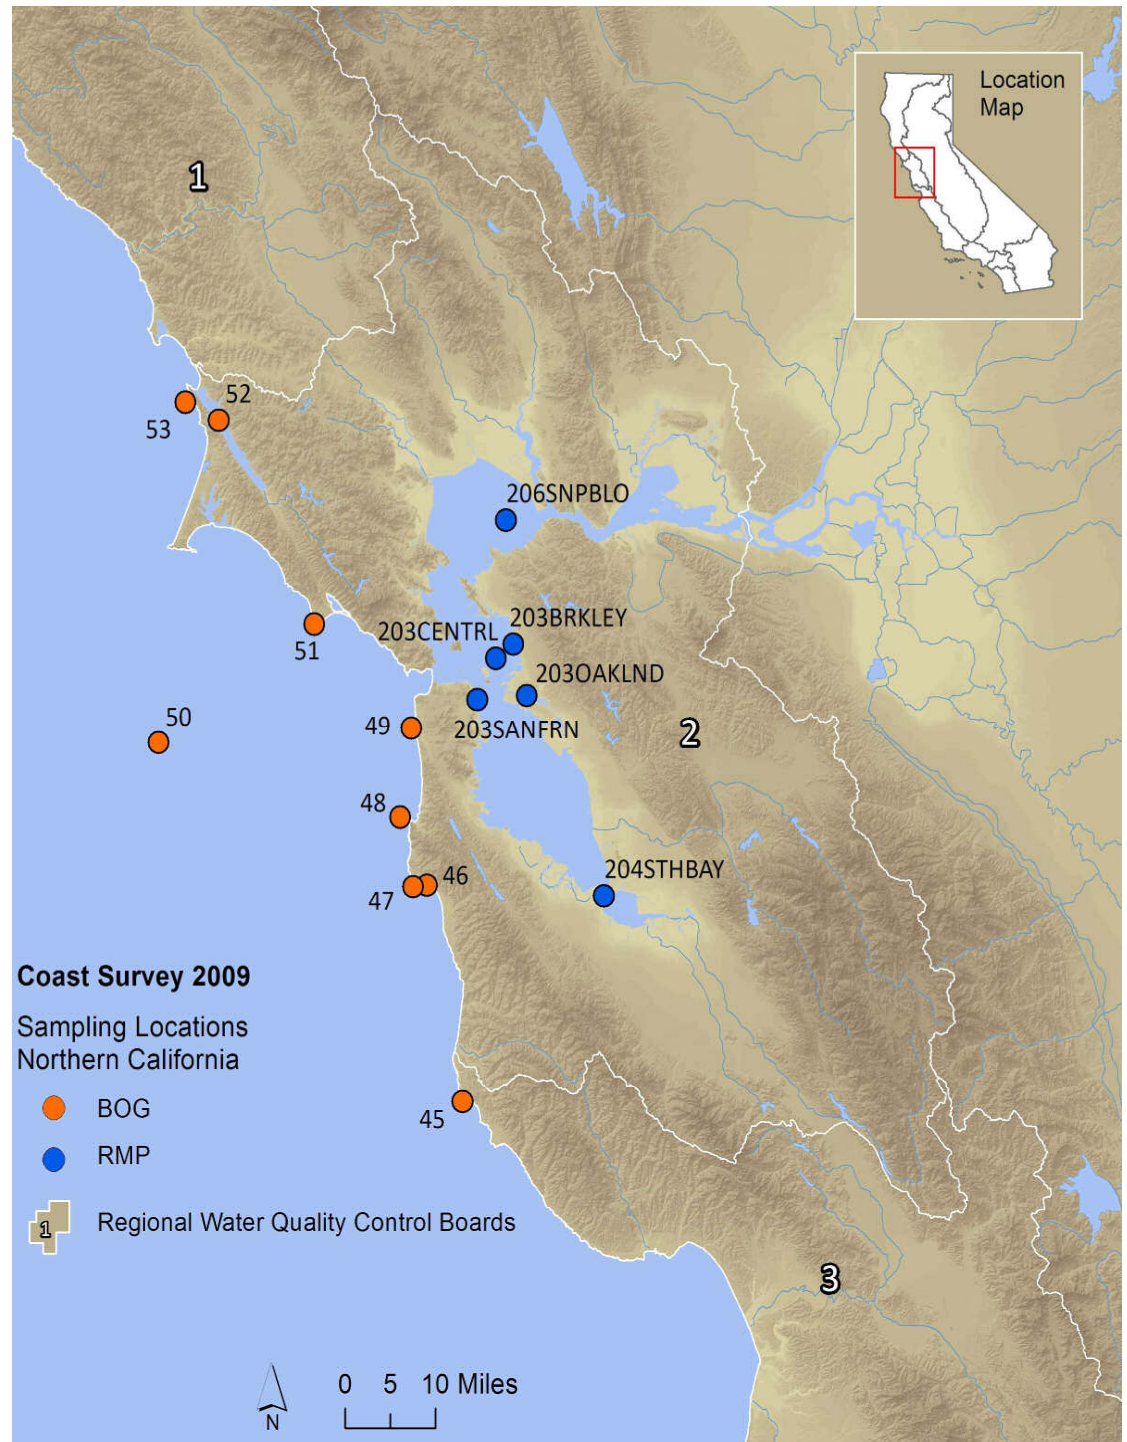 Location
Map
1
52
53
206SNPBLO
203BRKLEY
203CENTRL
51
203OAKLND
50
49
203SANFRN
2
48
204STHBAY
46
47
Coast Survey 2009
Sampling Locations
Northern California
BOG
45
RMP
1 Regional Water Quality Control Boards
3
0 5 10 Miles
N